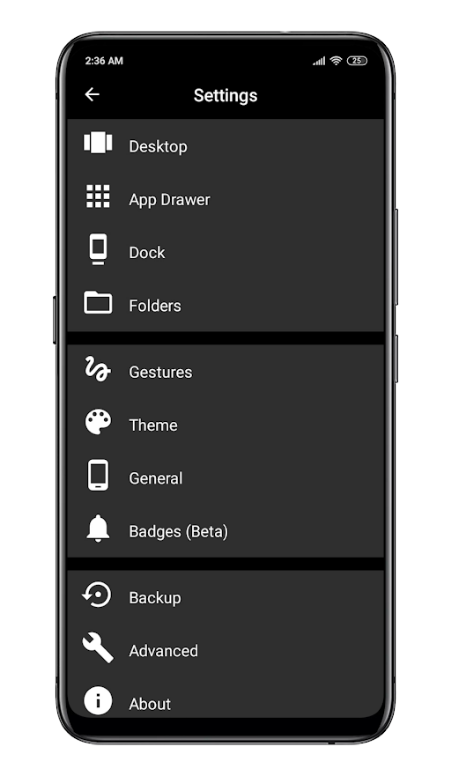 2:36 AM 25
Settings
Desktop
App Drawer
Dock
Folders
Gestures
Theme
General
Badges (Beta)
Backup
Advanced
About